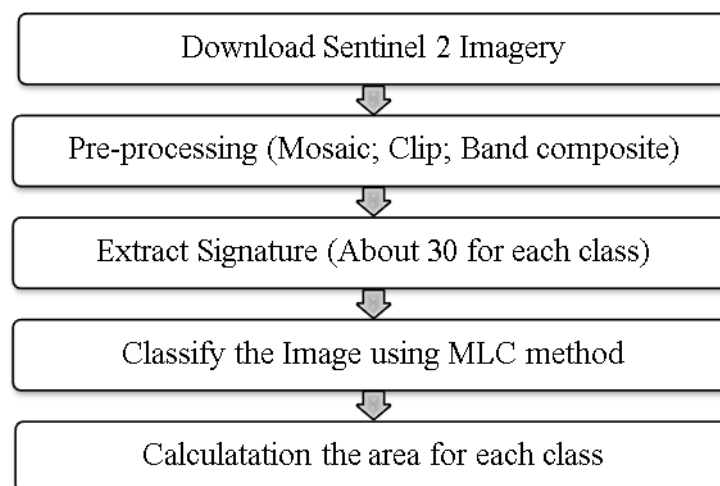 Download Sentinel 2 Imagery
Pre-processing (Mosaic; Clip; Band composite)
Extract Signature (About 30 for each class)
Classify the Image using MLC method
Calculatation the area for each class